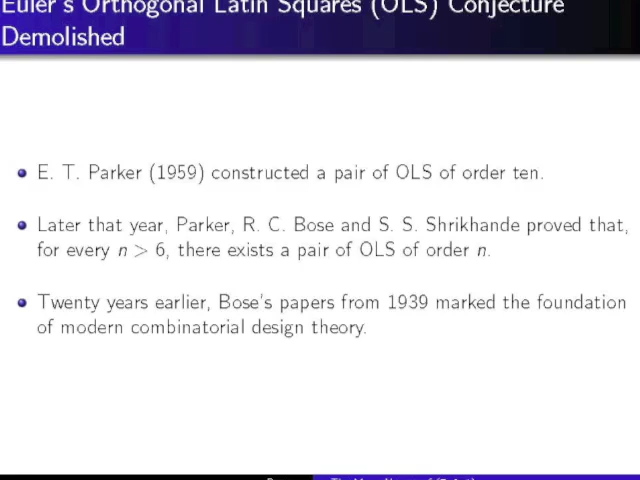 Euler's Orthogonal Latin Squares (OLS) Conjecture
Demolished
E. T. Parker (1959) constructed a pair of OLS of order ten.
Later that year, Parker, R. C. Bose and S. S. Shrikhande proved that,
for every n > 6, there exists a pair of OLS of order n.
Twenty years earlier, Bose's papers from 1939 marked the foundation
of modern combinatorial design theory.